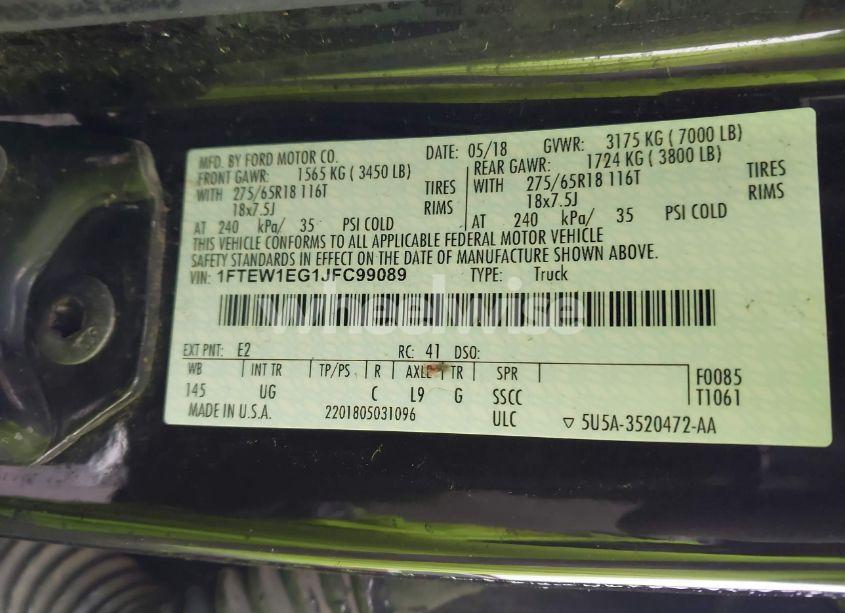 MFD. BY FORD MOTOR CO. DATE: 05/18 GVWR: 3175 KG ( 7000 LB)
FRONT GAWR: 1565 KG ( 3450 LB) REAR GAWR: 1724 KG ( 3800 LB)
WITH 275/65R18 116T TIRES WITH 275/65R18 116T TIRES
18x7.5J RIMS 18x7.5J RIMS
AT 240 kPa/ 35 PSI COLD AT 240 kPa/ 35 PSI COLD
THIS VEHICLE CONFORMS TO ALL APPLICABLE FEDERAL MOTOR VEHICLE
SAFETY STANDARDS IN EFFECT ON THE DATE OF MANUFACTURE SHOWN ABOVE.
VIN: 1FTEW1EG1JFC99089 TYPE: Truck
Wheelwise
EXT PNT: E2 RC: 41 DSO:
WB INT TR TP/PS R AXLE TR SPR F0085
145 UG C L9 G SSCC T1061
MADE IN U.S.A. 2201805031096 ULC ▽ 5U5A-3520472-AA